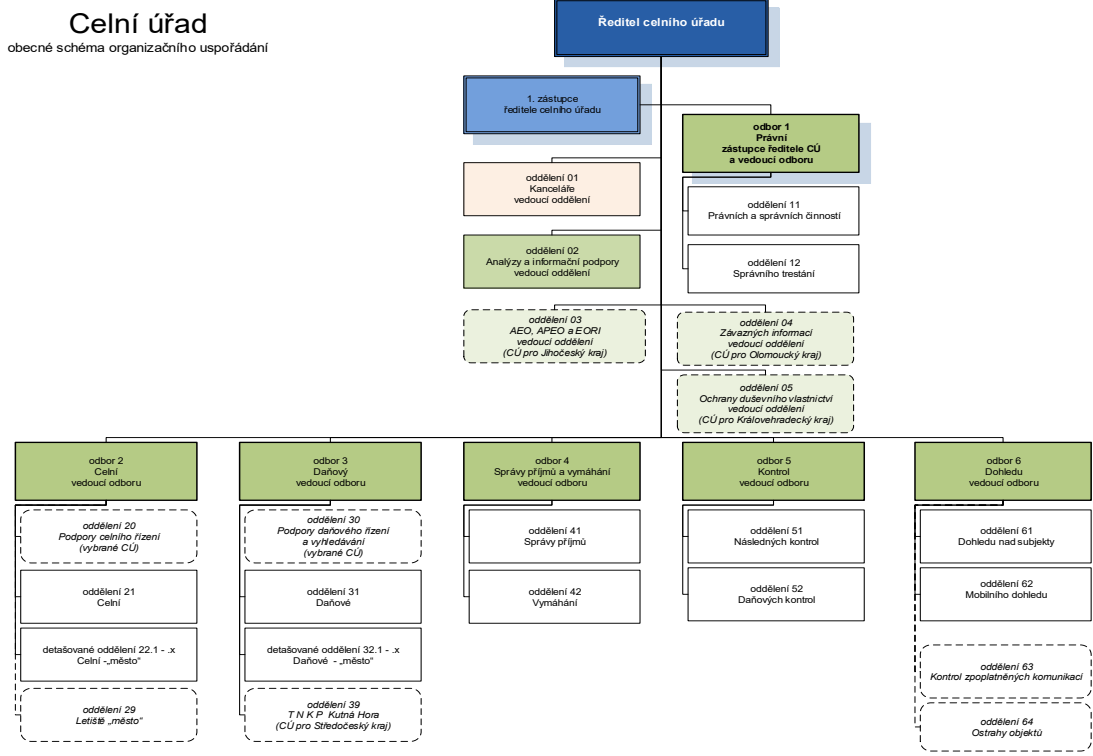 Celní úřad
obecné schéma organizačního uspořádání
Ředitel celního úřadu
1. zástupce
ředitele celního úřadu
odbor 1
Právní
zástupce ředitele CÚ
a vedoucí odboru
oddělení 01
Kanceláře
vedoucí oddělení
oddělení 11
Právních a správních činností
oddělení 02
Analýzy a informační podpory
vedoucí oddělení
oddělení 12
Správního trestání
oddělení 03
AEO, APEO a EORI
vedoucí oddělení
(CÚ pro Jihočeský kraj)
oddělení 04
Závazných informací
vedoucí oddělení
(CÚ pro Olomoucký kraj)
oddělení 05
Ochrany duševního vlastnictví
vedoucí oddělení
(CÚ pro Královehradecký kraj)
odbor 2
Celní
vedoucí odboru
odbor 3
Daňový
vedoucí odboru
odbor 4
Správy příjmů a vymáhání
vedoucí odboru
odbor 5
Kontrol
vedoucí odboru
odbor 6
Dohledu
vedoucí odboru
oddělení 20
Podpory celního řízení
(vybrané CÚ)
oddělení 30
Podpory daňového řízení
a vyhledávání
(vybrané CÚ)
oddělení 41
Správy příjmů
oddělení 51
Následných kontrol
oddělení 61
Dohledu nad subjekty
oddělení 21
Celní
oddělení 31
Daňové
oddělení 42
Vymáhání
oddělení 52
Daňových kontrol
oddělení 62
Mobilního dohledu
detašované oddělení 22.1 - .x
Celní -„město“
detašované oddělení 32.1 - .x
Daňové - „město“
oddělení 63
Kontrol zpoplatněných komunikací
oddělení 29
Letiště „město“
oddělení 39
T N K P Kutná Hora
(CÚ pro Středočeský kraj)
oddělení 64
Ostrahy objektů